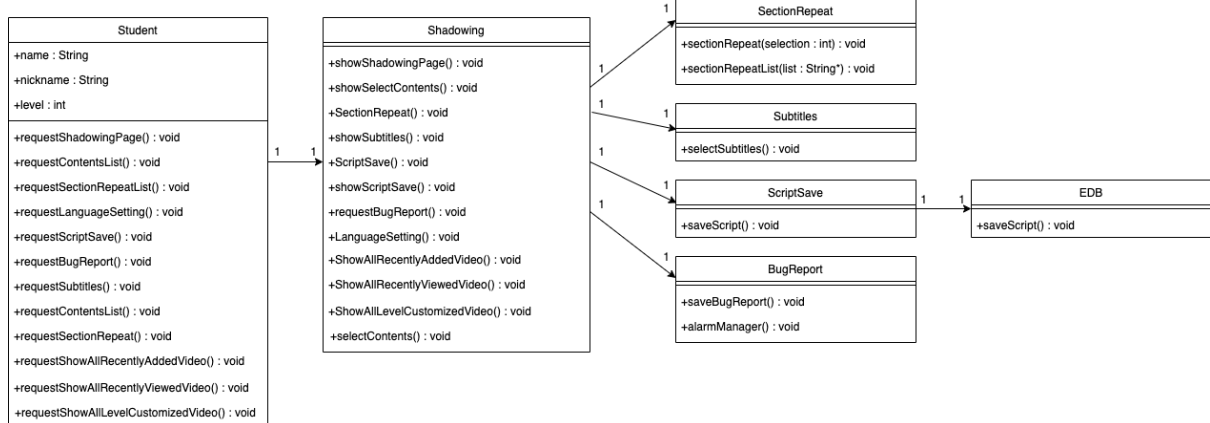 Student
+name : String
+nickname : String
+level : int
+requestShadowingPage() : void
+requestContentsList() : void
+requestSectionRepeatList() : void
+requestLanguageSetting() : void
+requestScriptSave() : void
+requestBugReport() : void
+requestSubtitles() : void
+requestContentsList() : void
+requestSectionRepeat() : void
+requestShowAllRecentlyAddedVideo() : void
+requestShowAllRecentlyViewedVideo() : void
+requestShowAllLevelCustomizedVideo() : void
1
1
Shadowing
+showShadowingPage() : void
+showSelectContents() : void
+SectionRepeat() : void
+showSubtitles() : void
+ScriptSave() : void
+showScriptSave() : void
+requestBugReport() : void
+LanguageSetting() : void
+ShowAllRecentlyAddedVideo() : void
+ShowAllRecentlyViewedVideo() : void
+ShowAllLevelCustomizedVideo() : void
+selectContents() : void
1
1
SectionRepeat
+sectionRepeat(selection : int) : void
+sectionRepeatList(list : String*) : void
1
1
Subtitles
+selectSubtitles() : void
1
1
ScriptSave
+saveScript() : void
1
1
EDB
+saveScript() : void
1
1
BugReport
+saveBugReport() : void
+alarmManager() : void